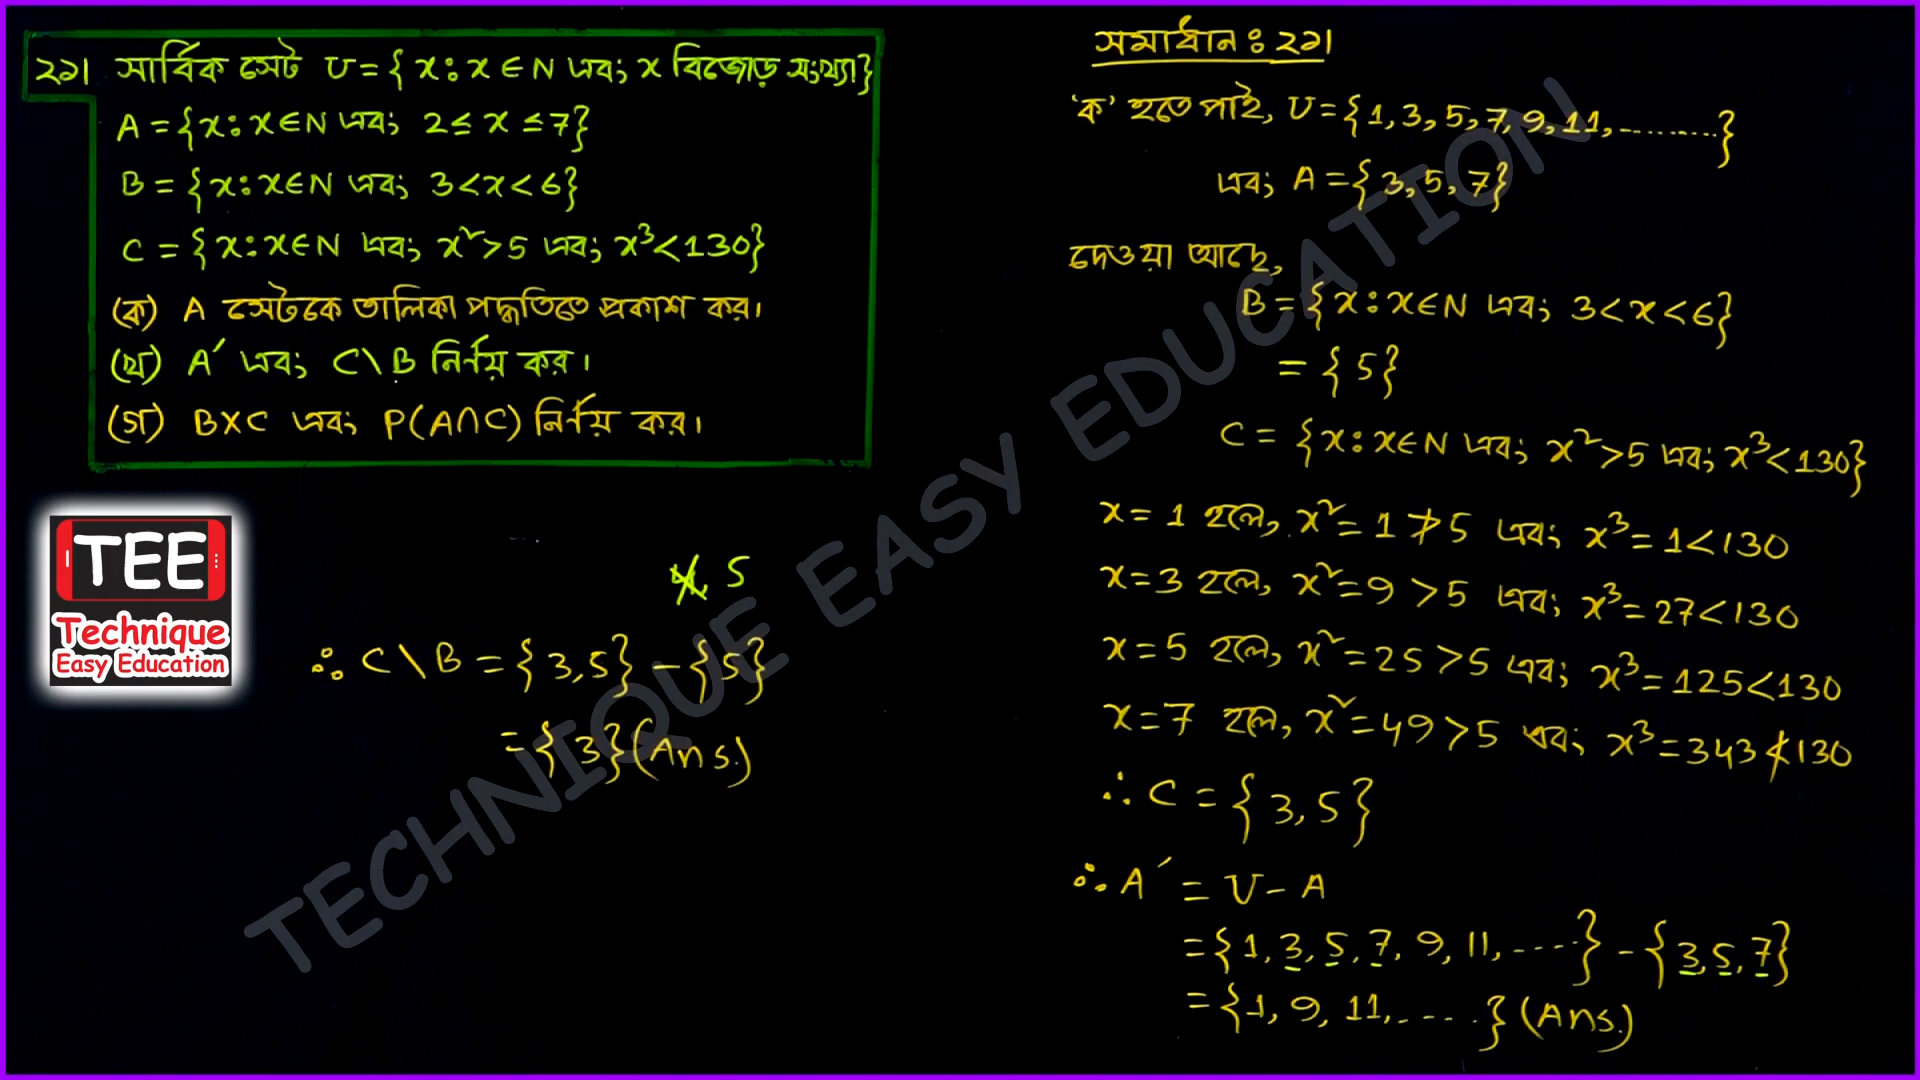 ২১। সার্বিক সেট U = {x : x ∈ N এবং x বিজোড় সংখ্যা}
A = {x : x ∈ N এবং 2 ≤ x ≤ 7}
B = {x : x ∈ N এবং 3 < x < 6}
C = {x : x ∈ N এবং x² > 5 এবং x³ < 130}
(ক) A সেটকে তালিকা পদ্ধতিতে প্রকাশ কর।
(খ) A′ এবং C \ B নির্ণয় কর।
(গ) B×C এবং P(A∩C) নির্ণয় কর।
TEE
Technique
Easy Education
5
∴ C \ B = {3,5} − {5}
= {3} (Ans.)
সমাধান : ২১।
'ক' হতে পাই, U = {1, 3, 5, 7, 9, 11, ..........}
এবং A = {3, 5, 7}
দেওয়া আছে,
B = {x : x ∈ N এবং 3 < x < 6}
= {5}
C = {x : x ∈ N এবং x² > 5 এবং x³ < 130}
x = 1 হলে, x² = 1 ≯ 5 এবং x³ = 1 < 130
x = 3 হলে, x² = 9 > 5 এবং x³ = 27 < 130
x = 5 হলে, x² = 25 > 5 এবং x³ = 125 < 130
x = 7 হলে, x² = 49 > 5 এবং x³ = 343 ≮ 130
∴ C = {3, 5}
∴ A′ = U − A
= {1, 3, 5, 7, 9, 11, .....} − {3, 5, 7}
= {1, 9, 11, .....} (Ans.)
TECHNIQUE EASY EDUCATION